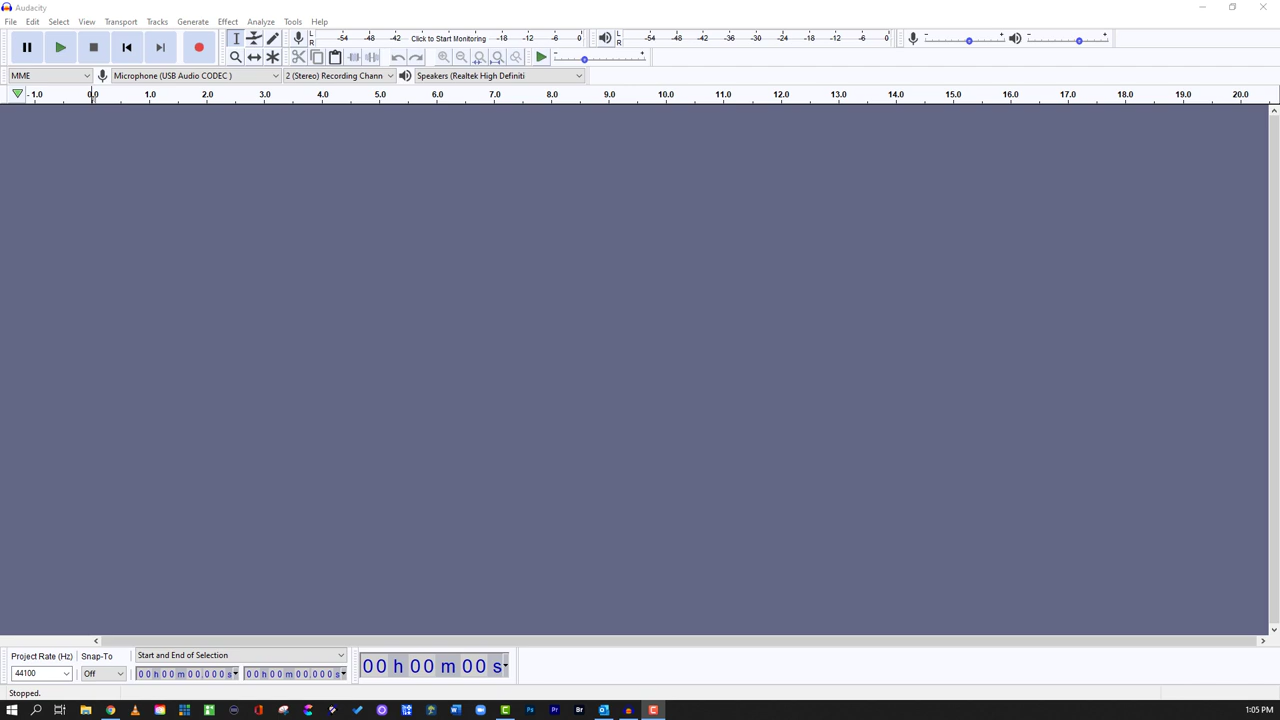 Audacity
File Edit Select View Transport Tracks Generate Effect Analyze Tools Help
L R -54 -48 -42 Click to Start Monitoring -18 -12 -6 0 L R -54 -48 -42 -36 -30 -24 -18 -12 -6 0 - + - +
- +
MME Microphone (USB Audio CODEC ) 2 (Stereo) Recording Chann Speakers (Realtek High Definiti
- 1.0 0.0 1.0 2.0 3.0 4.0 5.0 6.0 7.0 8.0 9.0 10.0 11.0 12.0 13.0 14.0 15.0 16.0 17.0 18.0 19.0 20.0
Project Rate (Hz) Snap-To Start and End of Selection
44100 Off 00 h 00 m 00.000 s 00 h 00 m 00.000 s 00 h 00 m 00 s
Stopped.
W Ps Pr Br 1:05 PM